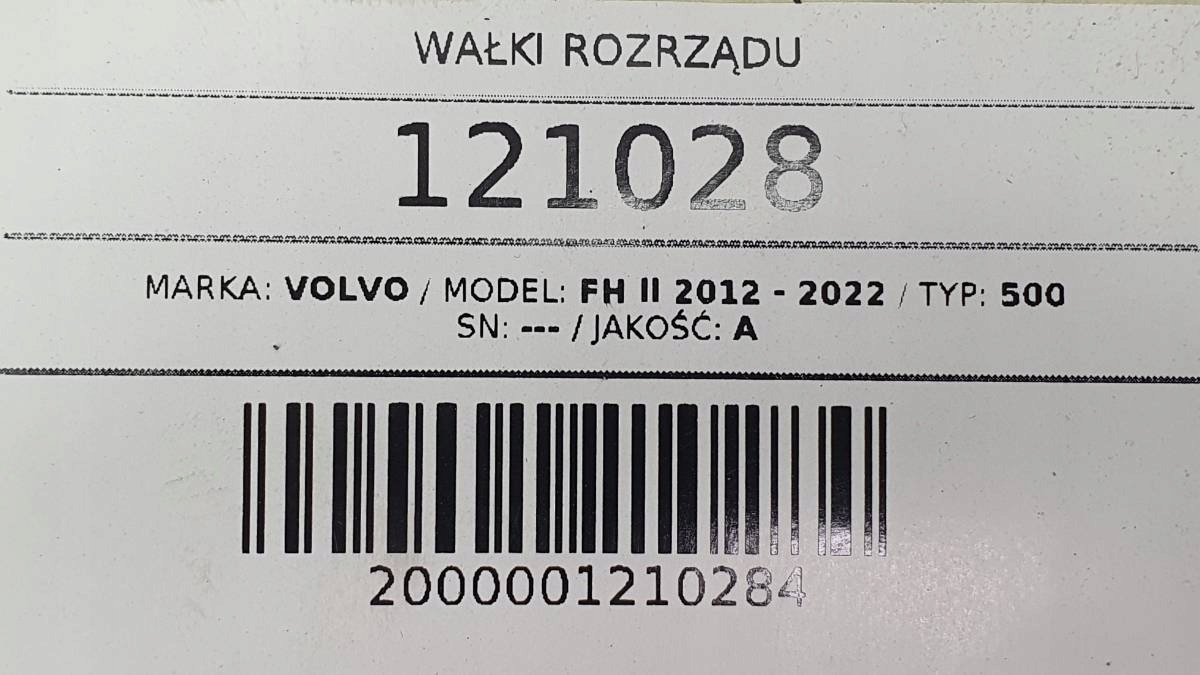 WAŁKI ROZRZĄDU
121028
MARKA: VOLVO / MODEL: FH II 2012 - 2022 / TYP: 500
SN: --- / JAKOŚĆ: A
2000001210284